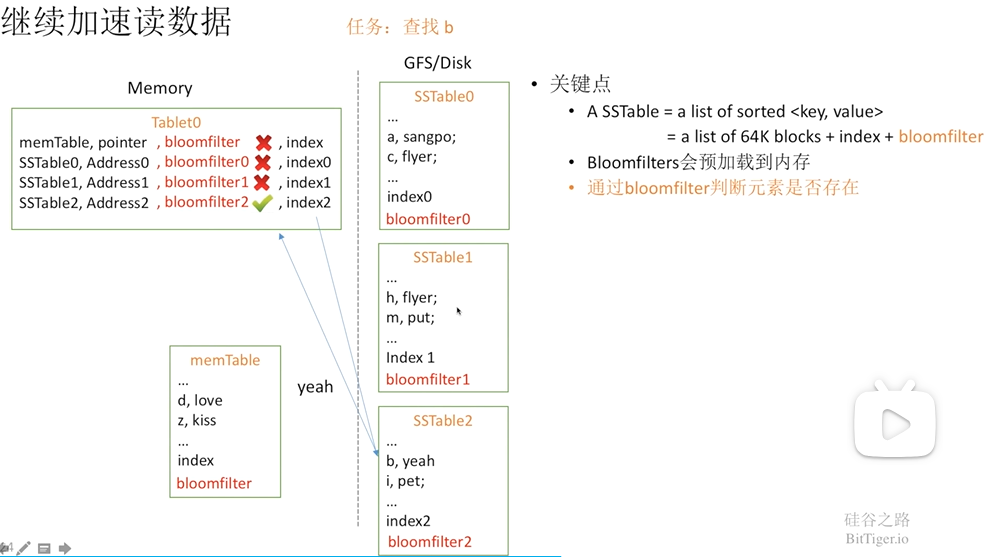 继续加速读数据
任务：查找 b
Memory
Tablet0
memTable, pointer , bloomfilter , index
SSTable0, Address0 , bloomfilter0 , index0
SSTable1, Address1 , bloomfilter1 , index1
SSTable2, Address2 , bloomfilter2 , index2
memTable
...
d, love
z, kiss
...
index
bloomfilter
yeah
GFS/Disk
SSTable0
...
a, sangpo;
c, flyer;
...
index0
bloomfilter0
SSTable1
...
h, flyer;
m, put;
...
Index 1
bloomfilter1
SSTable2
...
b, yeah
i, pet;
...
index2
bloomfilter2
• 关键点
• A SSTable = a list of sorted <key, value>
= a list of 64K blocks + index + bloomfilter
• Bloomfilters会预加载到内存
• 通过bloomfilter判断元素是否存在
硅谷之路
BitTiger.io